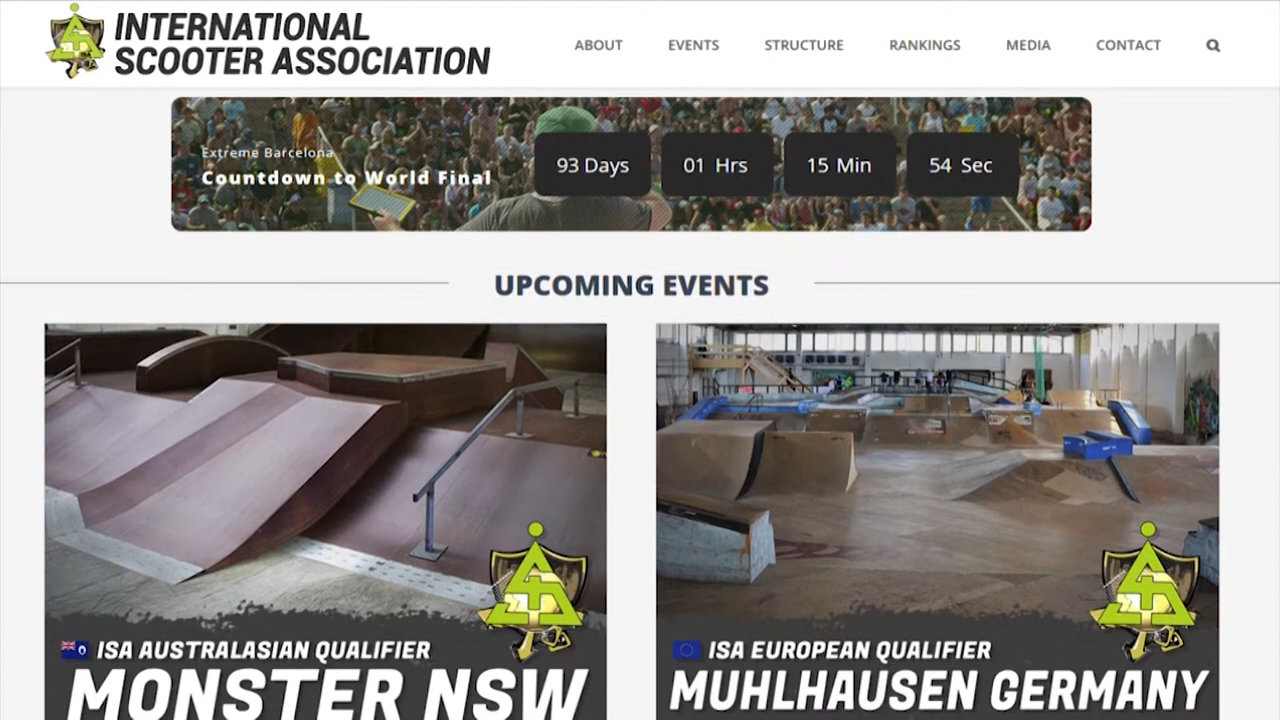 INTERNATIONAL
SCOOTER ASSOCIATION
ABOUT EVENTS STRUCTURE RANKINGS MEDIA CONTACT
Extreme Barcelona
Countdown to World Final
93 Days 01 Hrs 15 Min 54 Sec
UPCOMING EVENTS
ISA AUSTRALASIAN QUALIFIER
MONSTER NSW
ISA EUROPEAN QUALIFIER
MUHLHAUSEN GERMANY